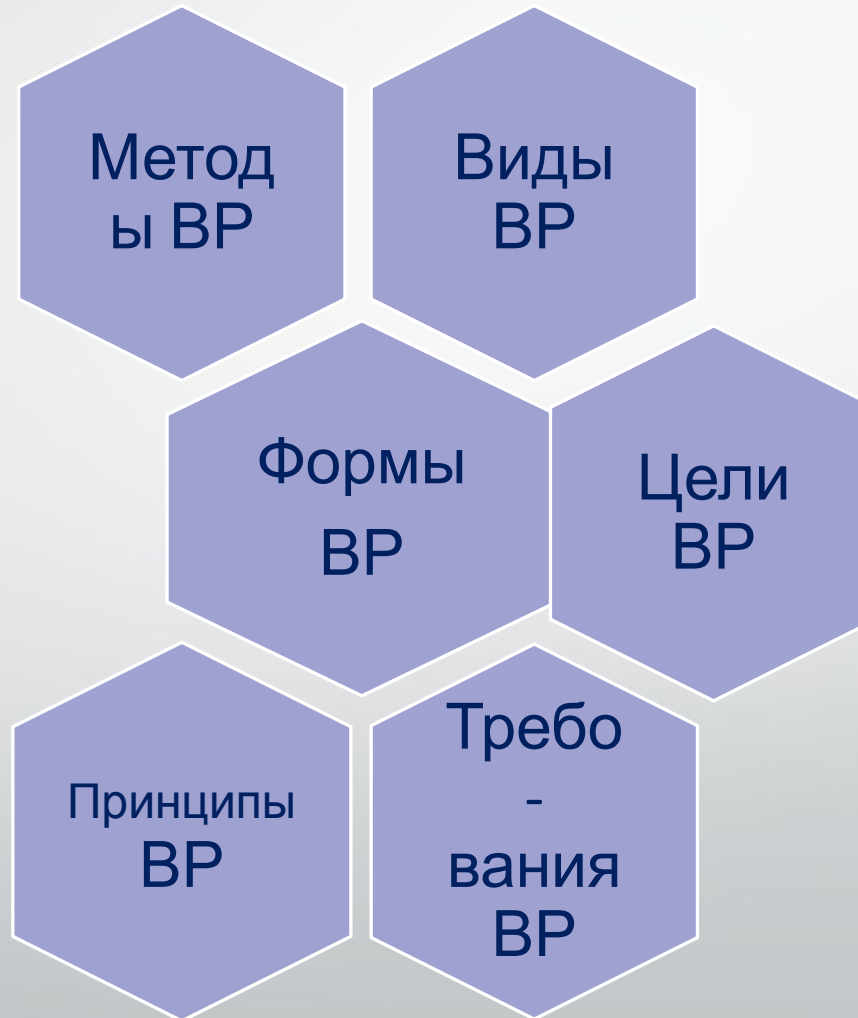 Метод
ы ВР
Виды
ВР
Формы
ВР
Цели
ВР
Принципы
ВР
Требо
-
вания
ВР